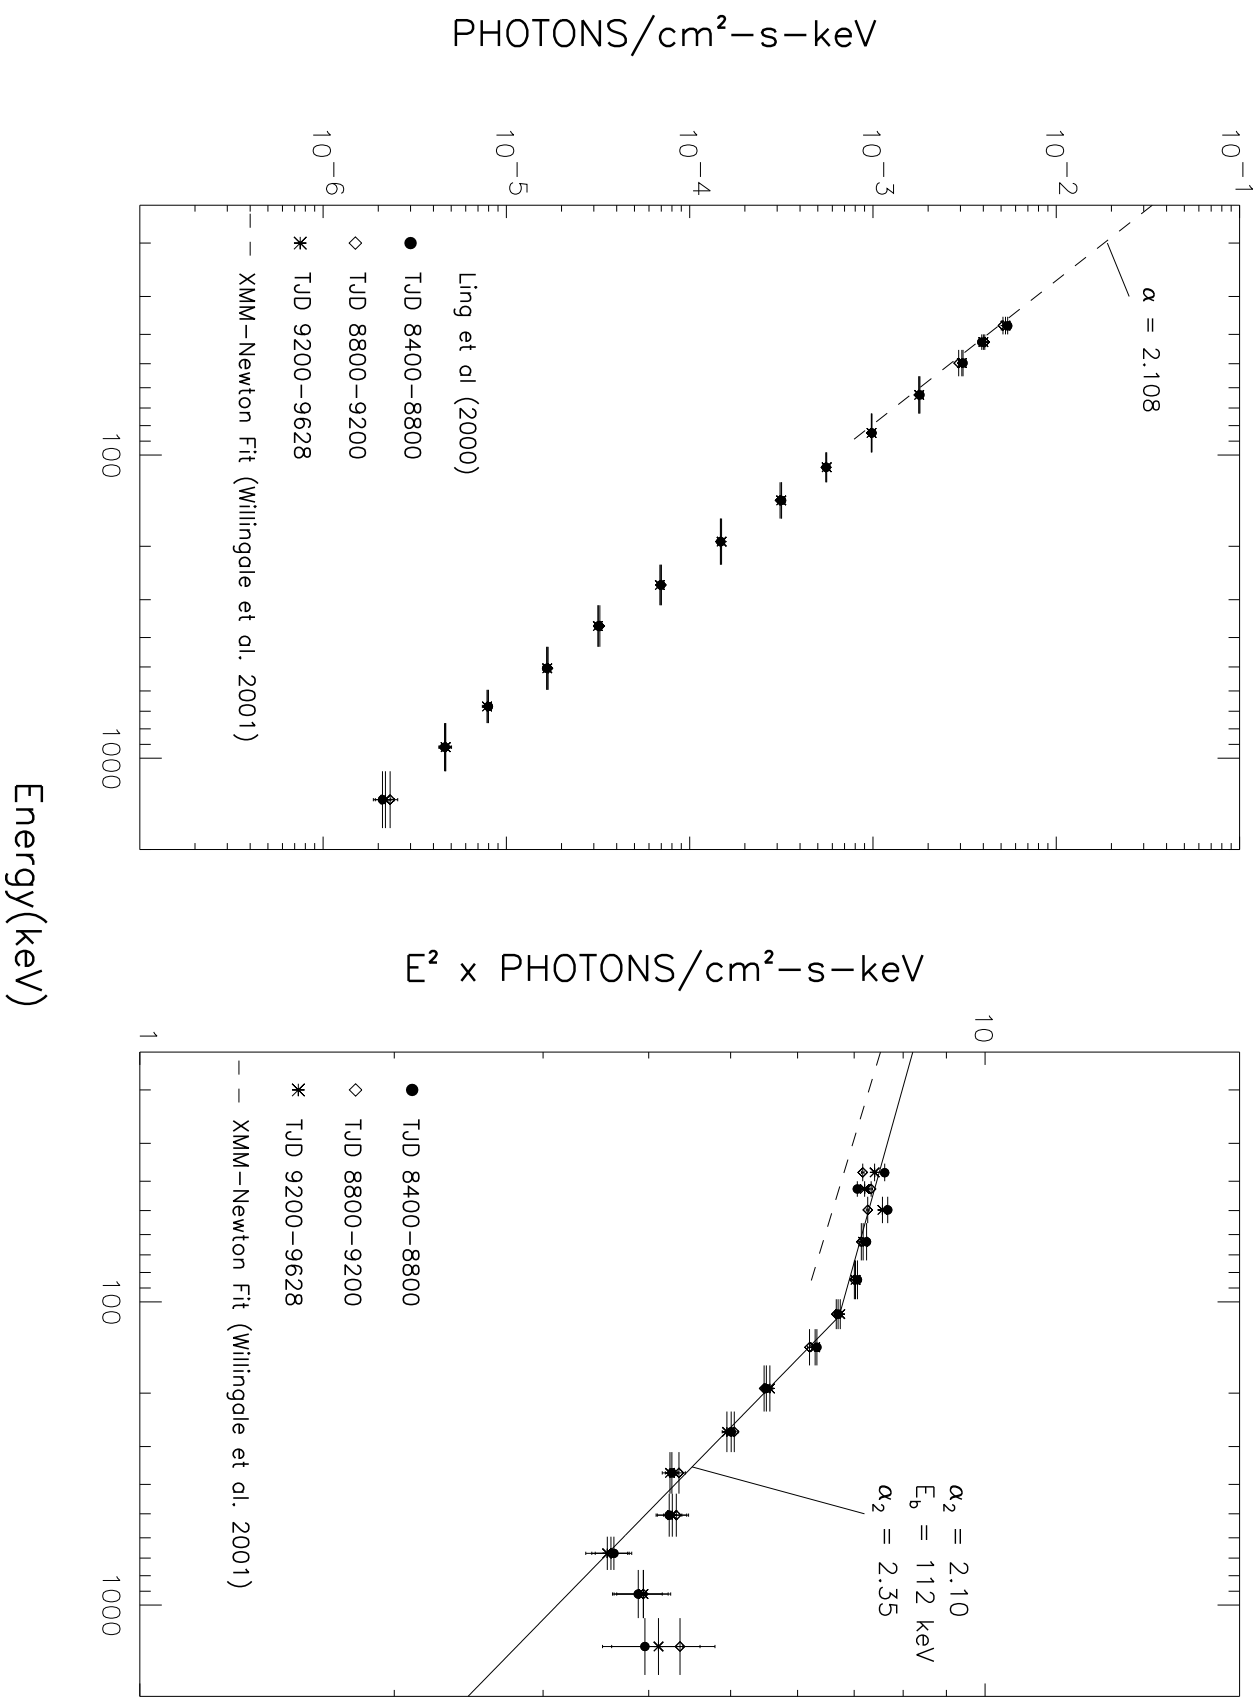 PHOTONS/cm²−s−keV
10⁻¹
10⁻²
10⁻³
10⁻⁴
10⁻⁵
10⁻⁶
α = 2.108
Ling et al (2000)
TJD 8400−8800
TJD 8800−9200
TJD 9200−9628
XMM−Newton Fit (Willingale et al. 2001)
100
1000
E² x PHOTONS/cm²−s−keV
10
1
α₂ = 2.10
E_b = 112 keV
α₂ = 2.35
TJD 8400−8800
TJD 8800−9200
TJD 9200−9628
XMM−Newton Fit (Willingale et al. 2001)
100
1000
Energy(keV)